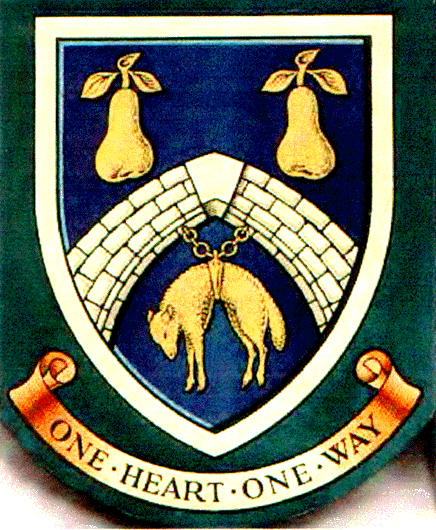 ONE · HEART · ONE · WAY